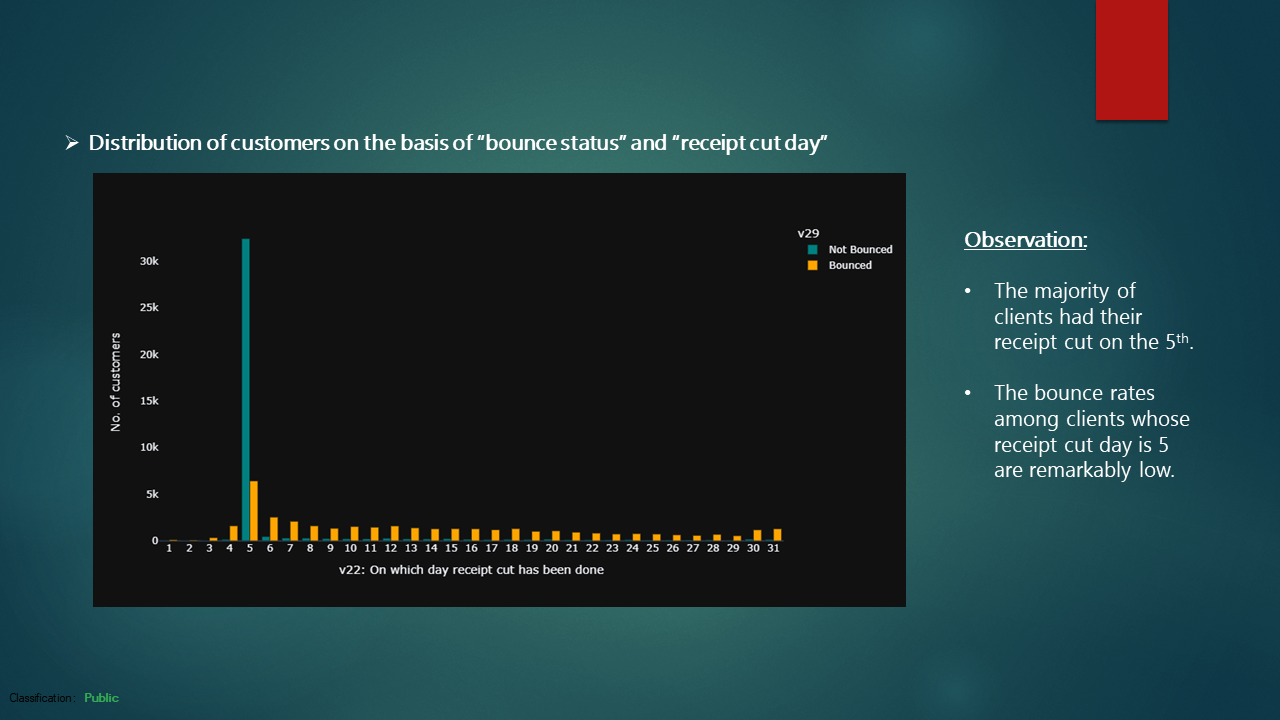 ➢ Distribution of customers on the basis of “bounce status” and “receipt cut day”
v29
Not Bounced
Bounced
30k
25k
20k
15k
10k
5k
0
No. of customers
1 2 3 4 5 6 7 8 9 10 11 12 13 14 15 16 17 18 19 20 21 22 23 24 25 26 27 28 29 30 31
v22: On which day receipt cut has been done
Observation:
• The majority of
clients had their
receipt cut on the 5th.
• The bounce rates
among clients whose
receipt cut day is 5
are remarkably low.
Classification: Public